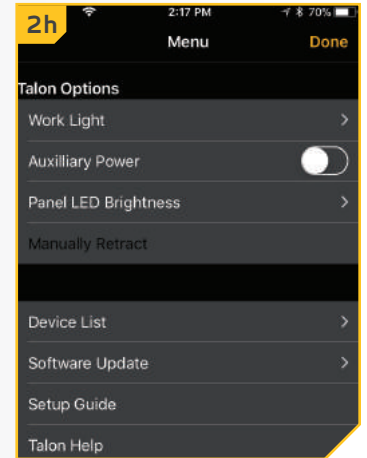 2h
2:17 PM 70%
Menu Done
Talon Options
Work Light
Auxilliary Power
Panel LED Brightness
Manually Retract
Device List
Software Update
Setup Guide
Talon Help